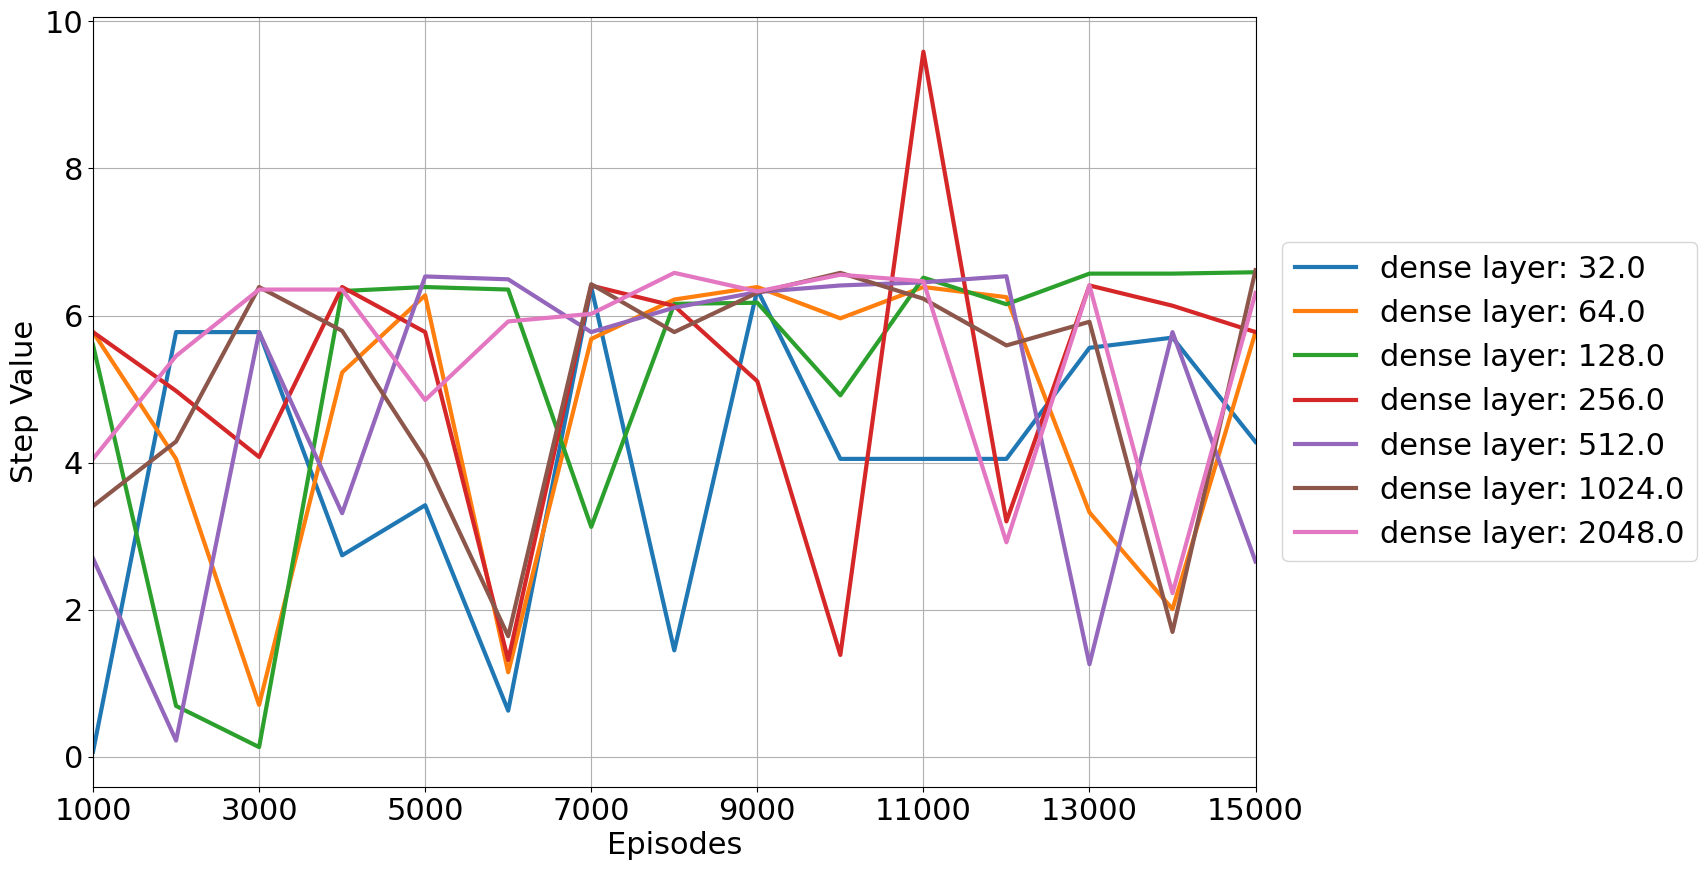 10
8
6
4
2
0
Step Value
1000 3000 5000 7000 9000 11000 13000 15000
Episodes
dense layer: 32.0
dense layer: 64.0
dense layer: 128.0
dense layer: 256.0
dense layer: 512.0
dense layer: 1024.0
dense layer: 2048.0